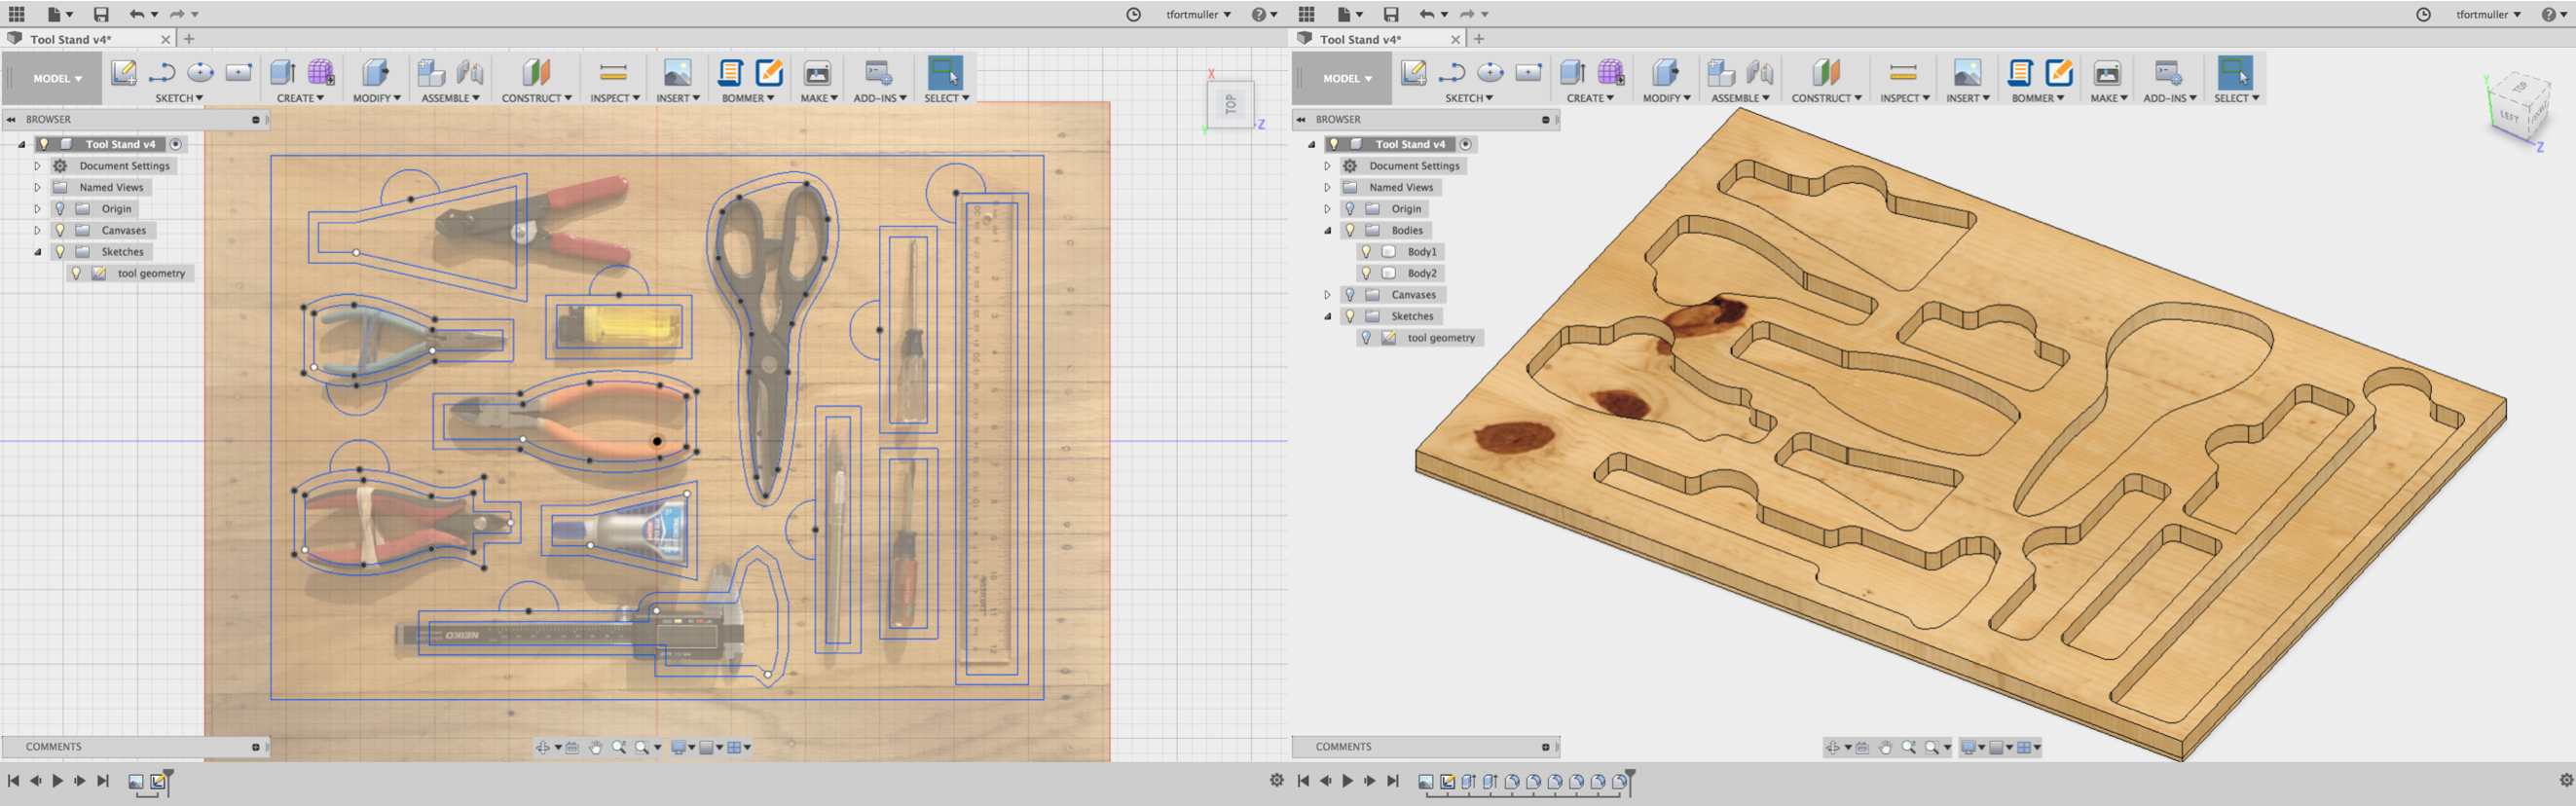 tfortmuller
Tool Stand v4*
MODEL
SKETCH
CREATE
MODIFY
ASSEMBLE
CONSTRUCT
INSPECT
INSERT
BOMMER
MAKE
ADD-INS
SELECT
BROWSER
Tool Stand v4
Document Settings
Named Views
Origin
Canvases
Sketches
tool geometry
X
TOP
Z
Y
NEIKO
COMMENTS
tfortmuller
Tool Stand v4*
MODEL
SKETCH
CREATE
MODIFY
ASSEMBLE
CONSTRUCT
INSPECT
INSERT
BOMMER
MAKE
ADD-INS
SELECT
BROWSER
Tool Stand v4
Document Settings
Named Views
Origin
Bodies
Body1
Body2
Canvases
Sketches
tool geometry
Y
TOP
LEFT
Z
COMMENTS